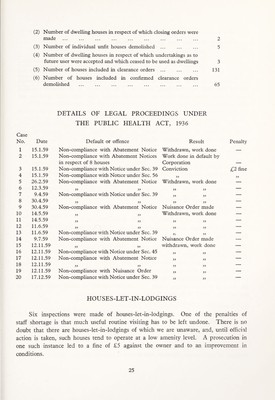 (2) Number of dwelling houses in respect of which closing orders were
made ... ... ... ... ... ... ... ... 2
(3) Number of individual unfit houses demolished ... ... ... 5
(4) Number of dwelling houses in respect of which undertakings as to
future user were accepted and which ceased to be used as dwellings 3
(5) Number of houses included in clearance orders ... ... ... 131
(6) Number of houses included in confirmed clearance orders
demolished ... ... ... ... ... ... ... 65
DETAILS OF LEGAL PROCEEDINGS UNDER
THE PUBLIC HEALTH ACT, 1936
Case
No. Date Default or offence Result Penalty
1 15.1.59 Non-compliance with Abatement Notice Withdrawn, work done —
2 15.1.59 Non-compliance with Abatement Notices Work done in default by
in respect of 8 houses Corporation —
3 15.1.59 Non-compliance with Notice under Sec. 39 Conviction £2 fine
4 15.1.59 Non-compliance with Notice under Sec. 56 ,, ,,
5 26.2.59 Non-compliance with Abatement Notice Withdrawn, work done —
6 12.3.59 ,, ,, ,, ,, —
7 9.4.59 Non-compliance with Notice under Sec. 39 ,, ,, —
8 30.4.59 ,, ,, ,, ,, —
9 30.4.59 Non-compliance with Abatement Notice Nuisance Order made —
10 14.5.59 ,, ,, Withdrawn, work done —
11 14.5.59 ,, ,, ,, ,, —
12 11.6.59 ,, ,, ,, ,, —
13 11.6.59 Non-compliance with Notice under Sec. 39 ,, ,, —
14 9.7.59 Non-compliance with Abatement Notice Nuisance Order made —
15 12.11.59 ,, ,, withdrawn, work done —
16 12.11.59 Non-compliance with Notice under Sec. 45 ,, ,, —
17 12.11.59 Non-compliance with Abatement Notice ,, ,, —
18 12.11.59 ,, ,, ,, ,, —
19 12.11.59 Non-compliance with Nuisance Order ,, ,, —
20 17.12.59 Non-compliance with Notice under Sec. 39 ,, ,, —
HOUSES-LET-IN-LODGINGS
Six inspections were made of houses-let-in-lodgings. One of the penalties of
staff shortage is that much useful routine visiting has to be left undone. There is no
doubt that there are houses-let-in-lodgings of which we are unaware, and, until official
action is taken, such houses tend to operate at a low amenity level. A prosecution in
one such instance led to a fine of £5 against the owner and to an improvement in
conditions.
25